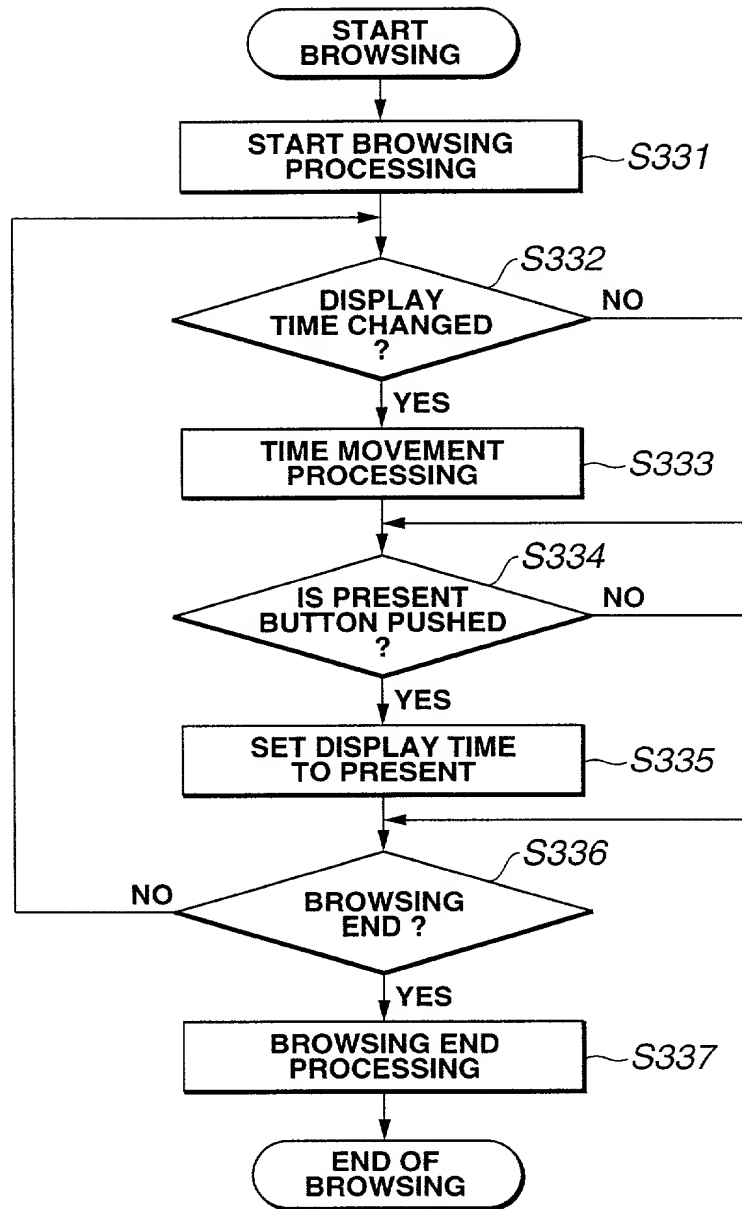 START
BROWSING
START BROWSING
PROCESSING
S331
S332
DISPLAY
TIME CHANGED
?
NO
YES
TIME MOVEMENT
PROCESSING
S333
S334
IS PRESENT
BUTTON PUSHED
?
NO
YES
SET DISPLAY TIME
TO PRESENT
S335
S336
NO
BROWSING
END ?
YES
BROWSING END
PROCESSING
S337
END OF
BROWSING